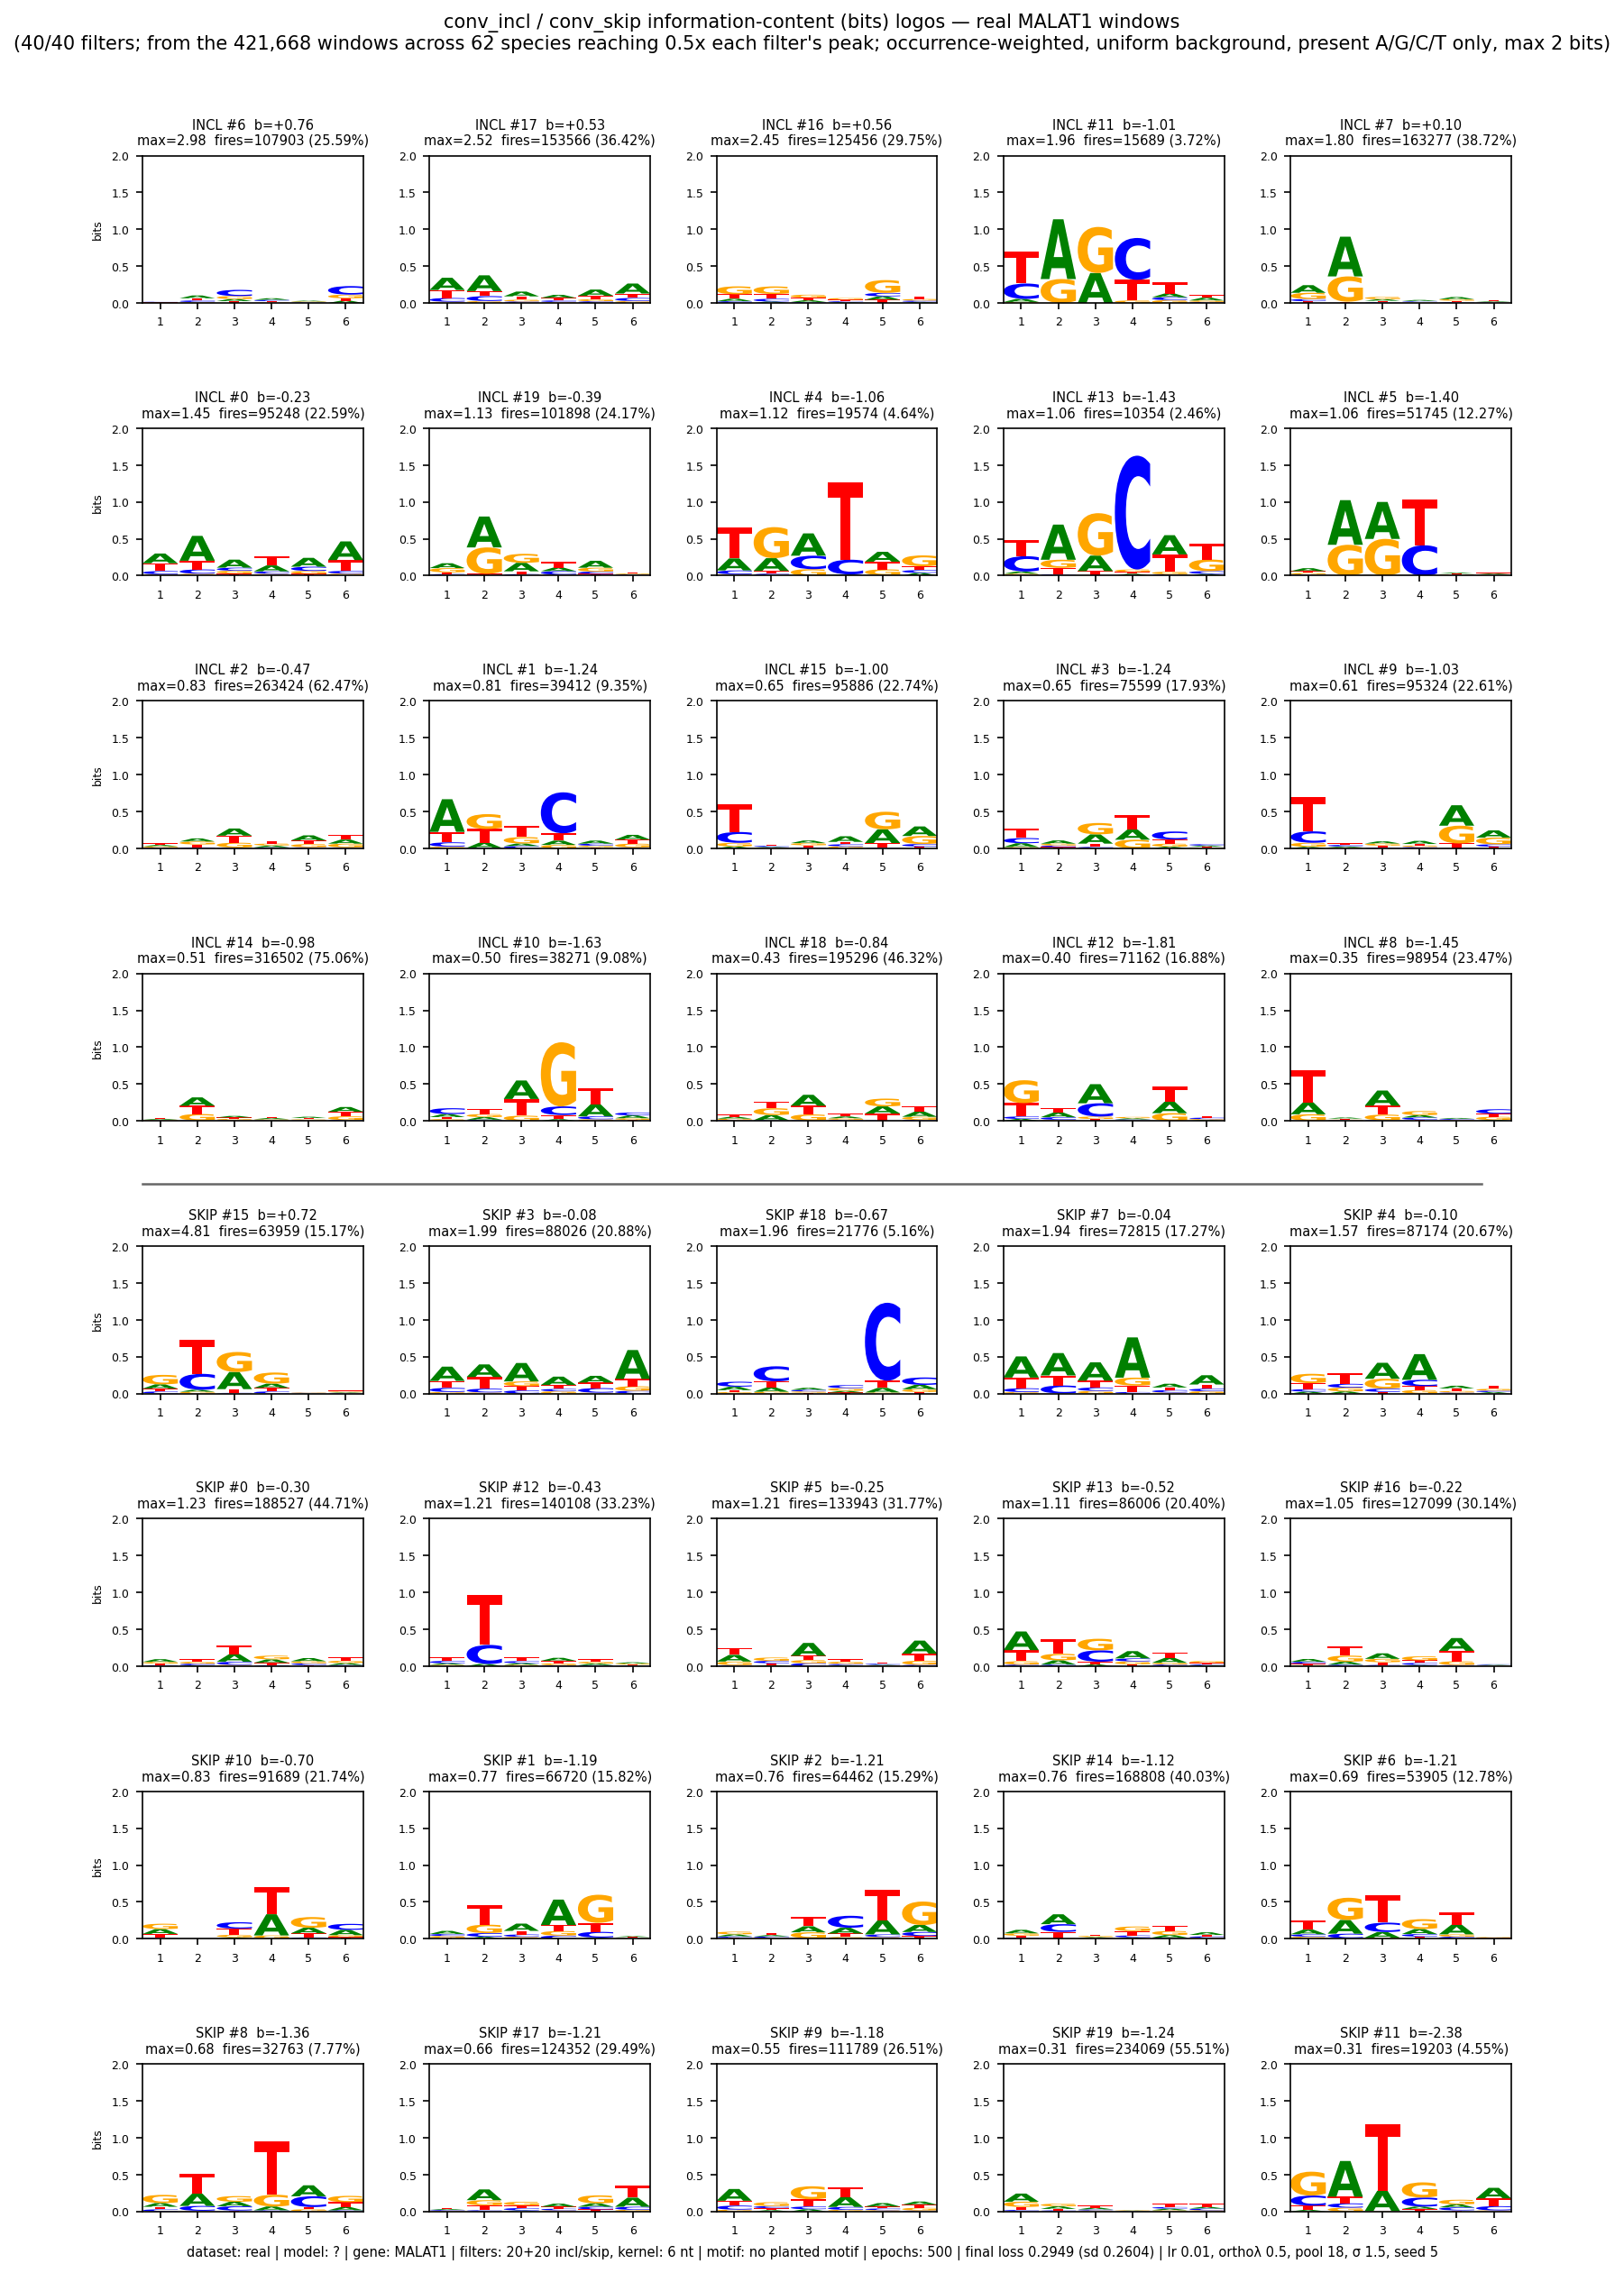 conv_incl / conv_skip information-content (bits) logos — real MALAT1 windows
(40/40 filters; from the 421,668 windows across 62 species reaching 0.5x each filter's peak; occurrence-weighted, uniform background, present A/G/C/T only, max 2 bits)
INCL #6 b=+0.76
max=2.98 fires=107903 (25.59%)
INCL #17 b=+0.53
max=2.52 fires=153566 (36.42%)
INCL #16 b=+0.56
max=2.45 fires=125456 (29.75%)
INCL #11 b=-1.01
max=1.96 fires=15689 (3.72%)
INCL #7 b=+0.10
max=1.80 fires=163277 (38.72%)
INCL #0 b=-0.23
max=1.45 fires=95248 (22.59%)
INCL #19 b=-0.39
max=1.13 fires=101898 (24.17%)
INCL #4 b=-1.06
max=1.12 fires=19574 (4.64%)
INCL #13 b=-1.43
max=1.06 fires=10354 (2.46%)
INCL #5 b=-1.40
max=1.06 fires=51745 (12.27%)
INCL #2 b=-0.47
max=0.83 fires=263424 (62.47%)
INCL #1 b=-1.24
max=0.81 fires=39412 (9.35%)
INCL #15 b=-1.00
max=0.65 fires=95886 (22.74%)
INCL #3 b=-1.24
max=0.65 fires=75599 (17.93%)
INCL #9 b=-1.03
max=0.61 fires=95324 (22.61%)
INCL #14 b=-0.98
max=0.51 fires=316502 (75.06%)
INCL #10 b=-1.63
max=0.50 fires=38271 (9.08%)
INCL #18 b=-0.84
max=0.43 fires=195296 (46.32%)
INCL #12 b=-1.81
max=0.40 fires=71162 (16.88%)
INCL #8 b=-1.45
max=0.35 fires=98954 (23.47%)
SKIP #15 b=+0.72
max=4.81 fires=63959 (15.17%)
SKIP #3 b=-0.08
max=1.99 fires=88026 (20.88%)
SKIP #18 b=-0.67
max=1.96 fires=21776 (5.16%)
SKIP #7 b=-0.04
max=1.94 fires=72815 (17.27%)
SKIP #4 b=-0.10
max=1.57 fires=87174 (20.67%)
SKIP #0 b=-0.30
max=1.23 fires=188527 (44.71%)
SKIP #12 b=-0.43
max=1.21 fires=140108 (33.23%)
SKIP #5 b=-0.25
max=1.21 fires=133943 (31.77%)
SKIP #13 b=-0.52
max=1.11 fires=86006 (20.40%)
SKIP #16 b=-0.22
max=1.05 fires=127099 (30.14%)
SKIP #10 b=-0.70
max=0.83 fires=91689 (21.74%)
SKIP #1 b=-1.19
max=0.77 fires=66720 (15.82%)
SKIP #2 b=-1.21
max=0.76 fires=64462 (15.29%)
SKIP #14 b=-1.12
max=0.76 fires=168808 (40.03%)
SKIP #6 b=-1.21
max=0.69 fires=53905 (12.78%)
SKIP #8 b=-1.36
max=0.68 fires=32763 (7.77%)
SKIP #17 b=-1.21
max=0.66 fires=124352 (29.49%)
SKIP #9 b=-1.18
max=0.55 fires=111789 (26.51%)
SKIP #19 b=-1.24
max=0.31 fires=234069 (55.51%)
SKIP #11 b=-2.38
max=0.31 fires=19203 (4.55%)
dataset: real | model: ? | gene: MALAT1 | filters: 20+20 incl/skip, kernel: 6 nt | motif: no planted motif | epochs: 500 | final loss 0.2949 (sd 0.2604) | lr 0.01, orthoλ 0.5, pool 18, σ 1.5, seed 5